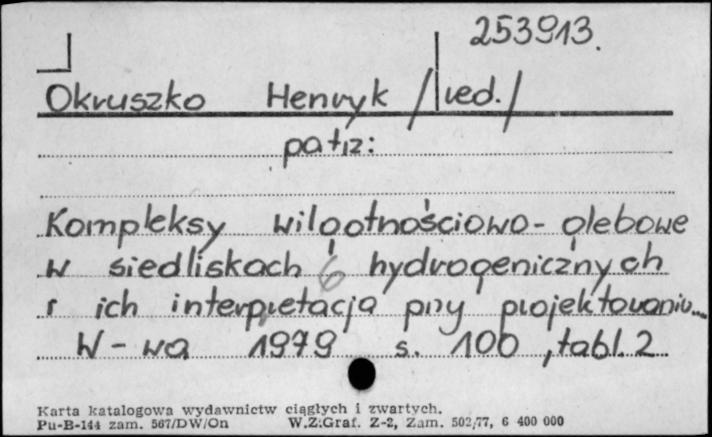 253913.
Okruszko Henryk /red./
patrz:
Kompleksy wilgotnościowo-glebowe
w siedliskach hydrogenicznych
i ich interpretacja przy projektowaniu...
W-wa 1979 s. 100, tabl. 2
Karta katalogowa wydawnictw ciągłych i zwartych.
Pu-B-144 zam. 567/DW/On W.Z.Graf. Z-2, Zam. 502/77, 6 400 000